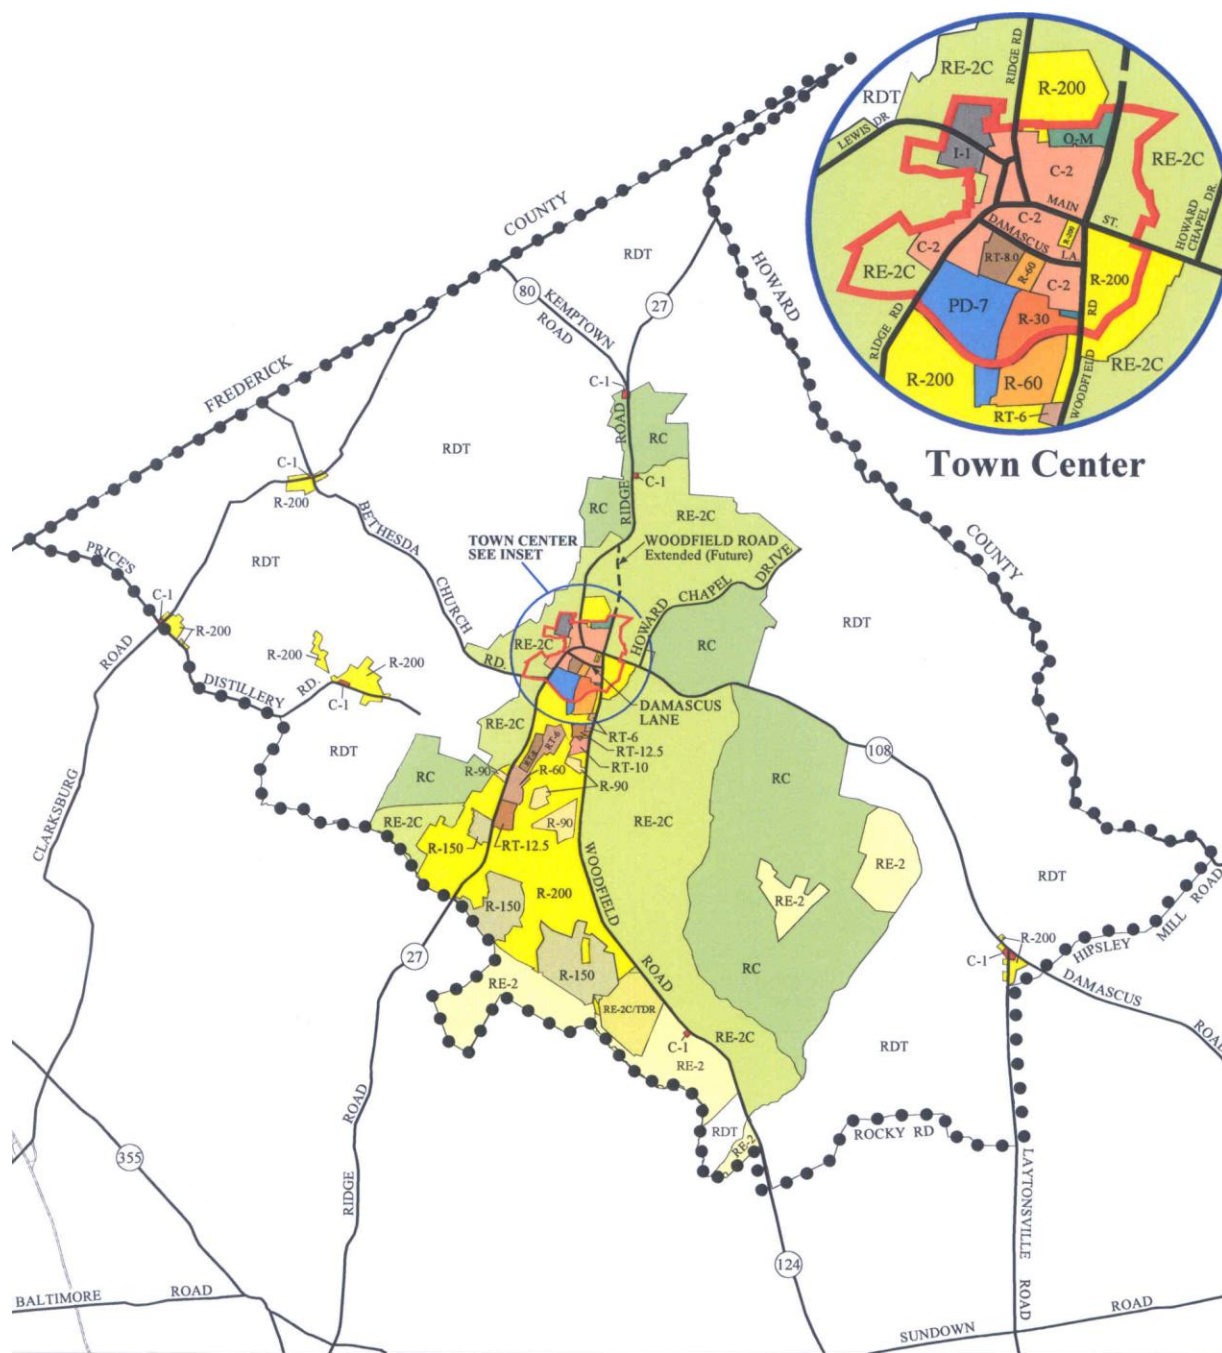 RE-2C
RIDGE RD
R-200
RDT
LEWIS DR
I-1
O-M
RE-2C
C-2
MAIN
ST.
HOWARD
CHAPEL DR.
C-2
R-200
DAMASCUS
LA
C-2
RT-8.0
R-60
RE-2C
C-2
R-200
PD-7
R-30
RD
RIDGE RD
RE-2C
R-200
R-60
WOODFIELD
RT-6
Town Center
COUNTY
RDT
HOWARD
80
KEMPTOWN
ROAD
27
FREDERICK
C-1
ROAD
RC
RDT
C-1
C-1
R-200
RIDGE
RC
RE-2C
BETHESDA
TOWN CENTER
SEE INSET
WOODFIELD ROAD
Extended (Future)
COUNTY
PRICE'S
RDT
CHURCH
CHAPEL
DRIVE
C-1
HOWARD
R-200
RE-2C
RC
RDT
ROAD
R-200
R-200
RD.
DISTILLERY
RD.
C-1
DAMASCUS
LANE
RE-2C
RT-6
RDT
RT-6
RT-12.5
108
R-90
R-60
RT-10
RC
RC
R-90
CLARKSBURG
RE-2C
R-90
RE-2C
R-150
RT-12.5
WOODFIELD
RE-2
R-200
RDT
RE-2
R-150
MILL ROAD
R-200
HIPSLEY
27
C-1
R-150
RC
ROAD
RE-2
DAMASCUS
RE-2C/TDR
ROAD
C-1
RE-2C
RDT
RE-2
ROAD
ROCKY RD
RDT
RE-2
355
LAYTONSVILLE
RIDGE
124
BALTIMORE
ROAD
ROAD
ROAD
SUNDOWN